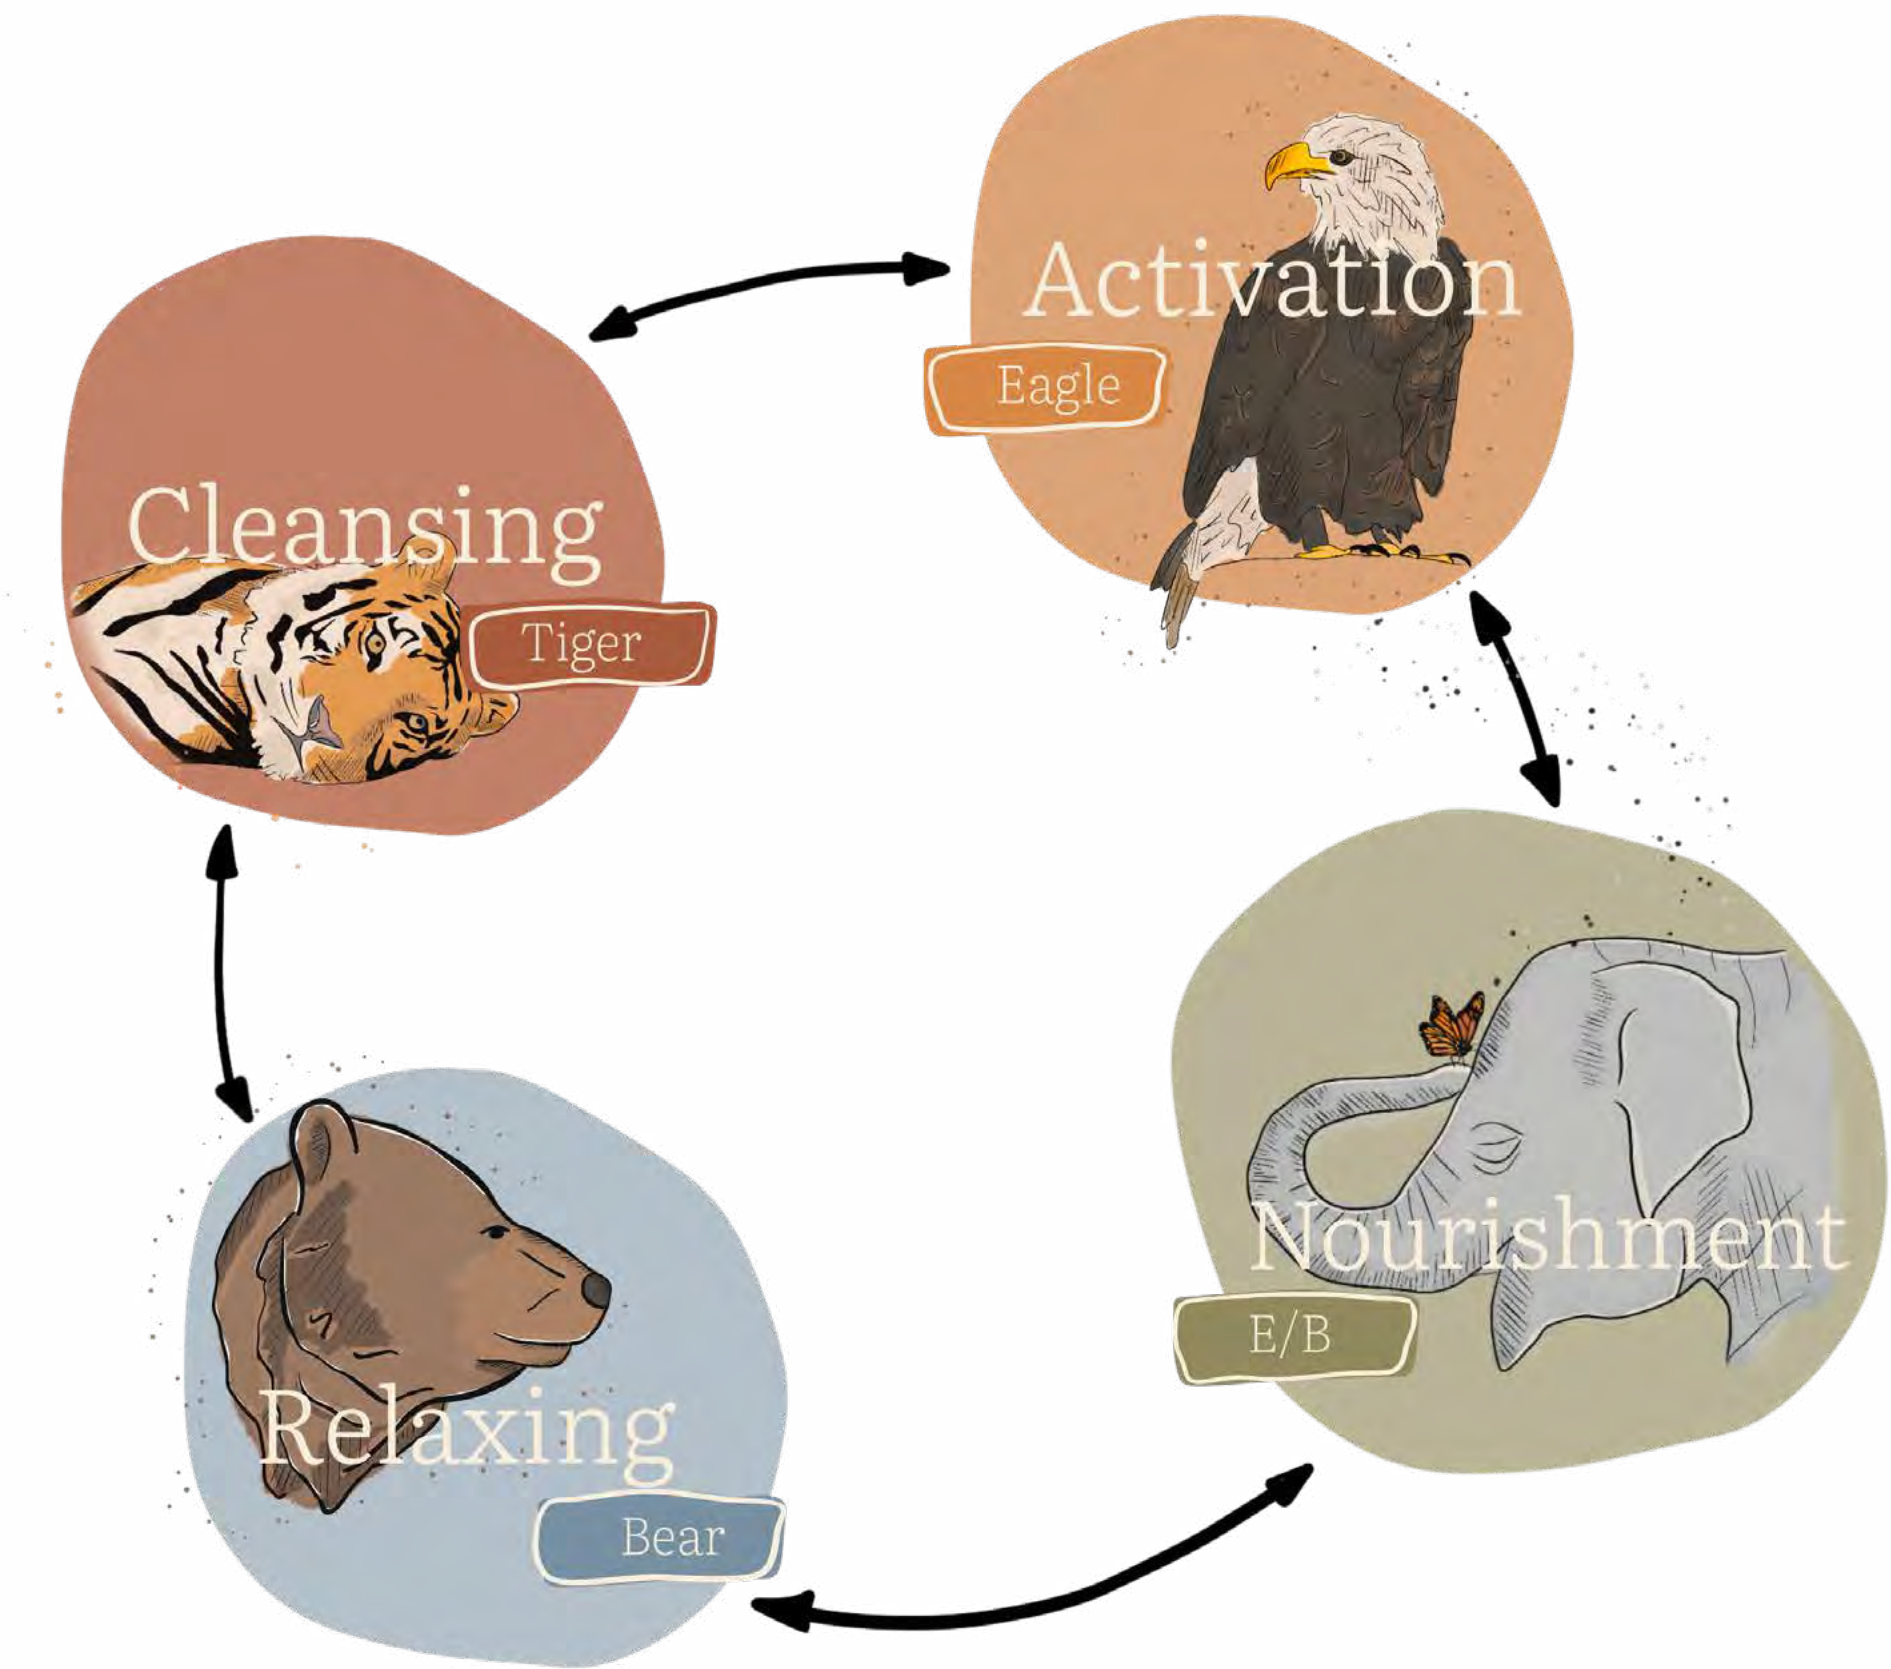 Activation
Eagle
Cleansing
Tiger
Nourishment
E/B
Relaxing
Bear